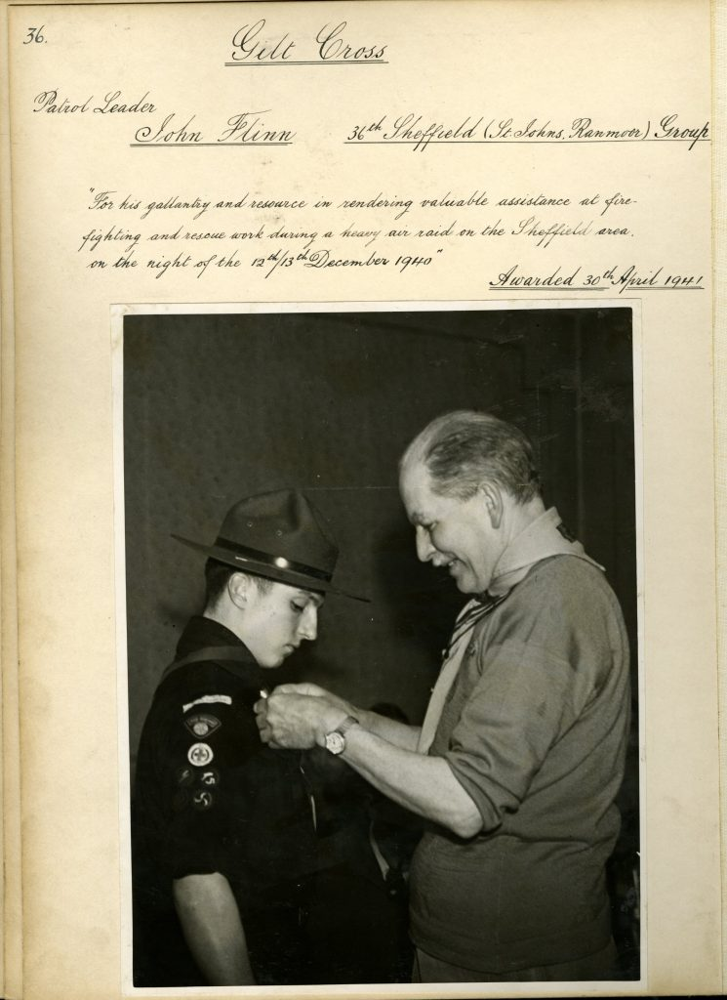 36.
Gilt Cross
Patrol Leader
John Flinn 36th Sheffield (St. Johns, Ranmoor) Group
"For his gallantry and resource in rendering valuable assistance at fire-
fighting and rescue work during a heavy air raid on the Sheffield area.
on the night of the 12th/13th December 1940"
Awarded 30th April 1941